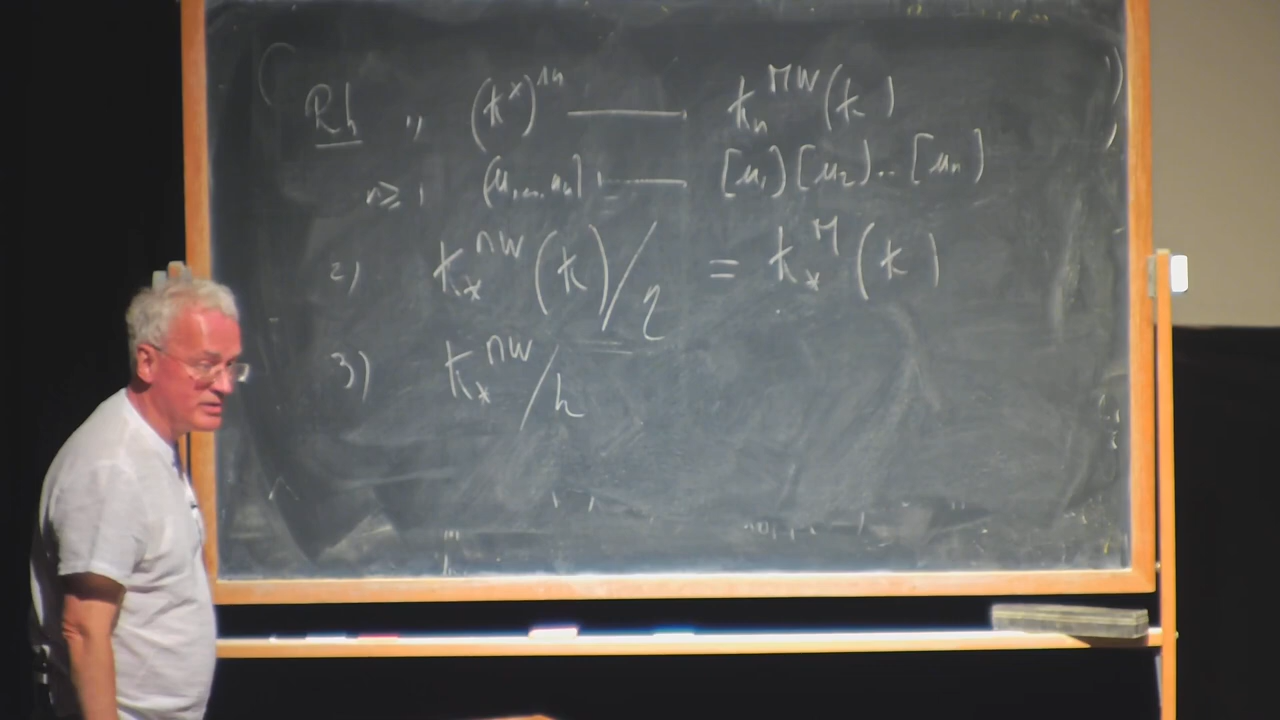 Rk 1) (k^×)^{∧n} —— K_n^{MW}(k)
n ≥ 1 (u_1,...,u_n) —— [u_1][u_2]..[u_n]
2) K_*^{MW}(k)/η = K_*^M(k)
3) K_*^{MW}/h